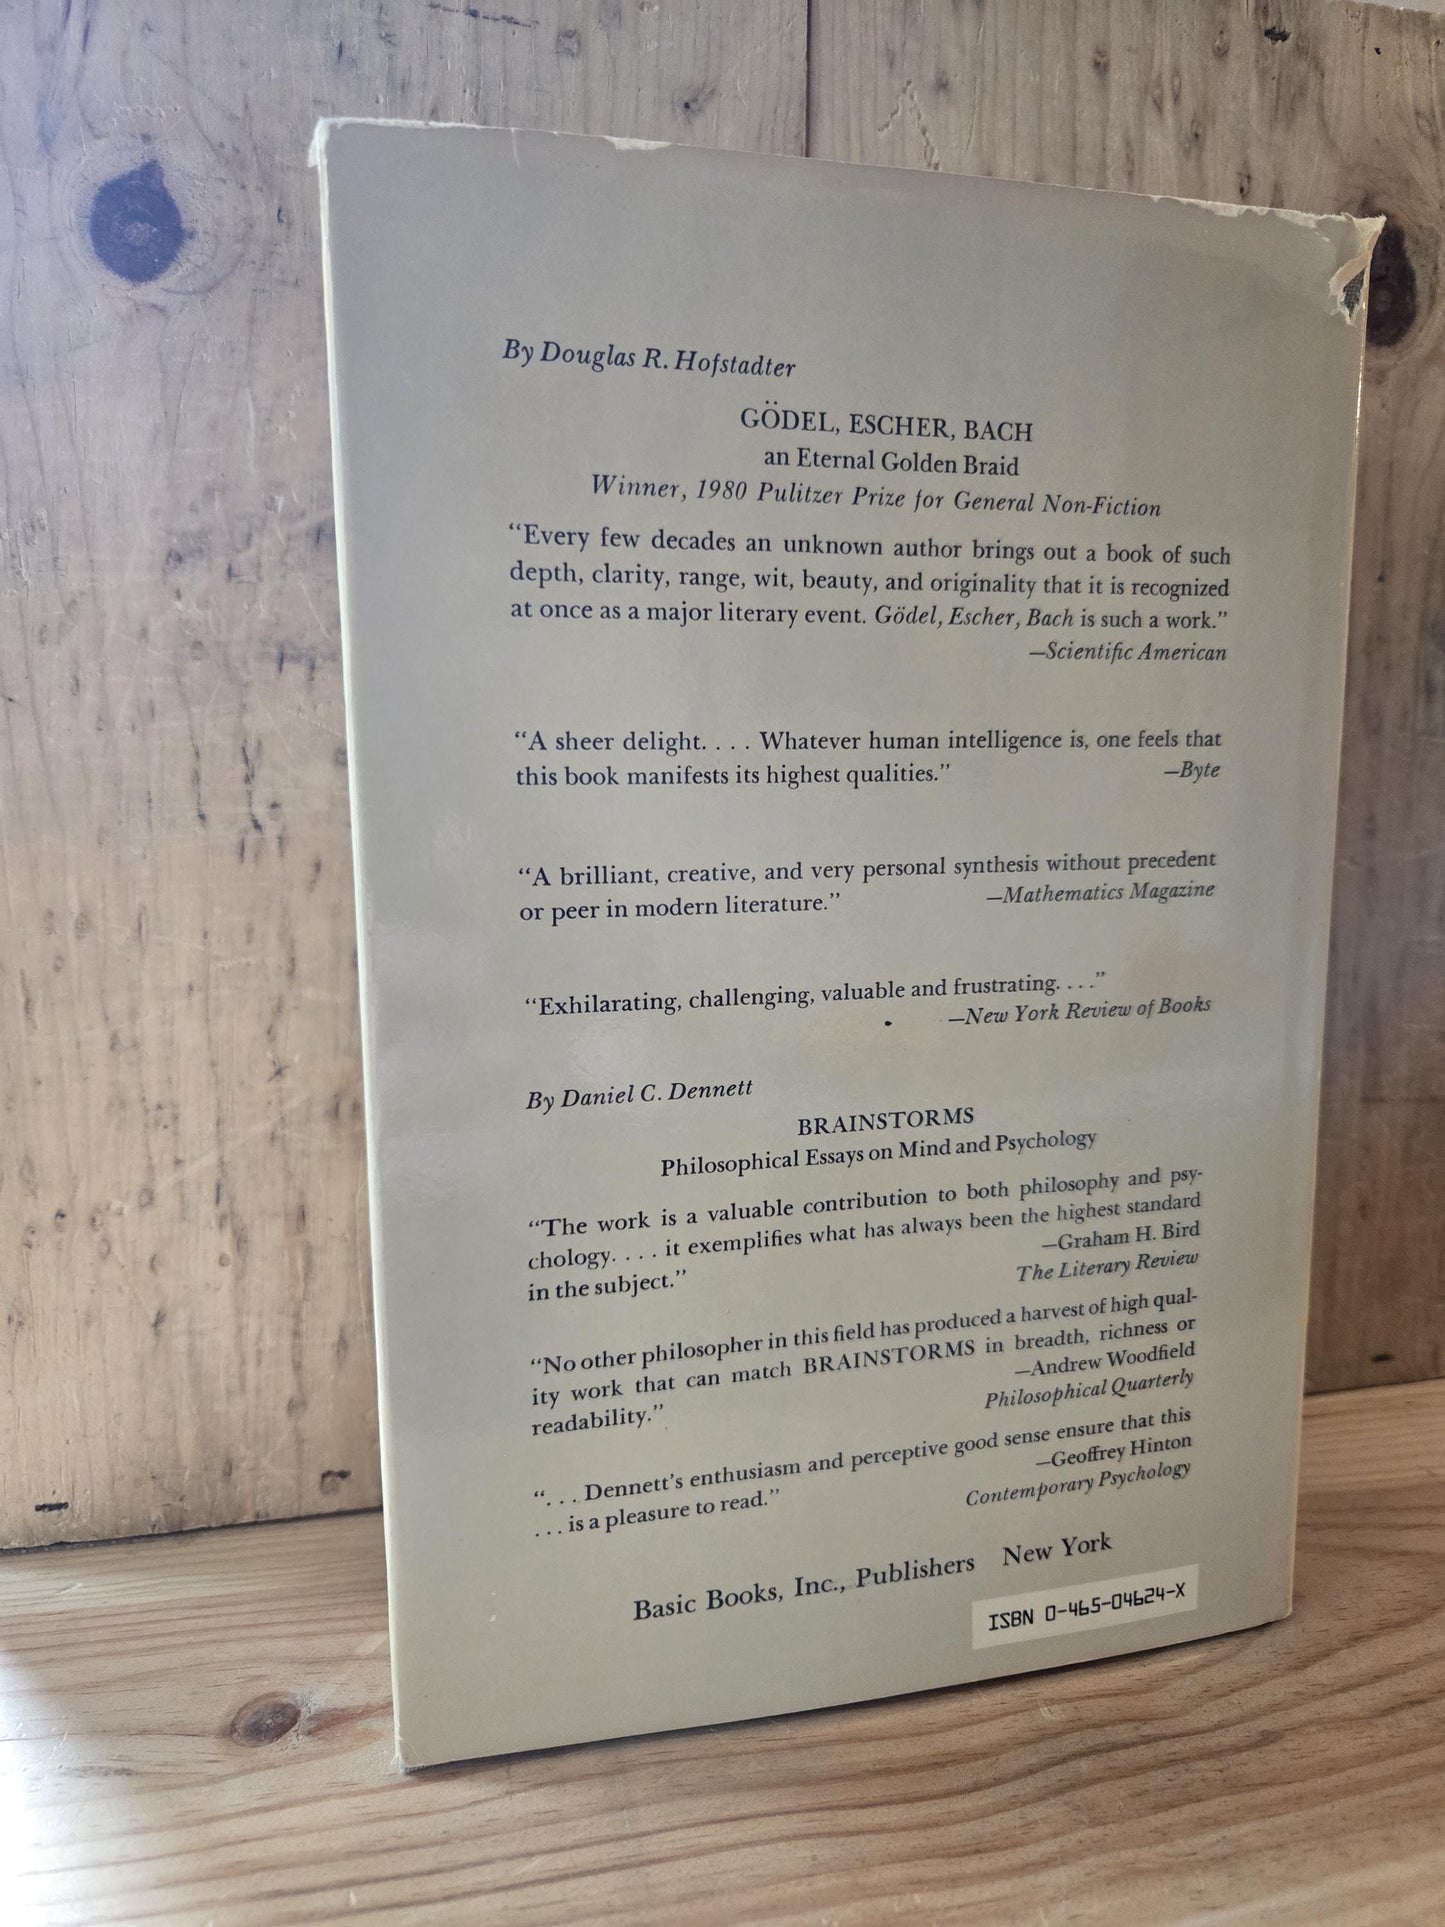 By Douglas R. Hofstadter
GÖDEL, ESCHER, BACH
an Eternal Golden Braid
Winner, 1980 Pulitzer Prize for General Non-Fiction
“Every few decades an unknown author brings out a book of such
depth, clarity, range, wit, beauty, and originality that it is recognized
at once as a major literary event. Gödel, Escher, Bach is such a work.”
—Scientific American
“A sheer delight. . . . Whatever human intelligence is, one feels that
this book manifests its highest qualities.” —Byte
“A brilliant, creative, and very personal synthesis without precedent
or peer in modern literature.” —Mathematics Magazine
“Exhilarating, challenging, valuable and frustrating. . . .”
—New York Review of Books
By Daniel C. Dennett
BRAINSTORMS
Philosophical Essays on Mind and Psychology
“The work is a valuable contribution to both philosophy and psy-
chology. . . . it exemplifies what has always been the highest standard
in the subject.” —Graham H. Bird
The Literary Review
“No other philosopher in this field has produced a harvest of high qual-
ity work that can match BRAINSTORMS in breadth, richness or
readability.” —Andrew Woodfield
Philosophical Quarterly
“. . . Dennett’s enthusiasm and perceptive good sense ensure that this
. . . is a pleasure to read.” —Geoffrey Hinton
Contemporary Psychology
Basic Books, Inc., Publishers New York
ISBN 0-465-04624-X